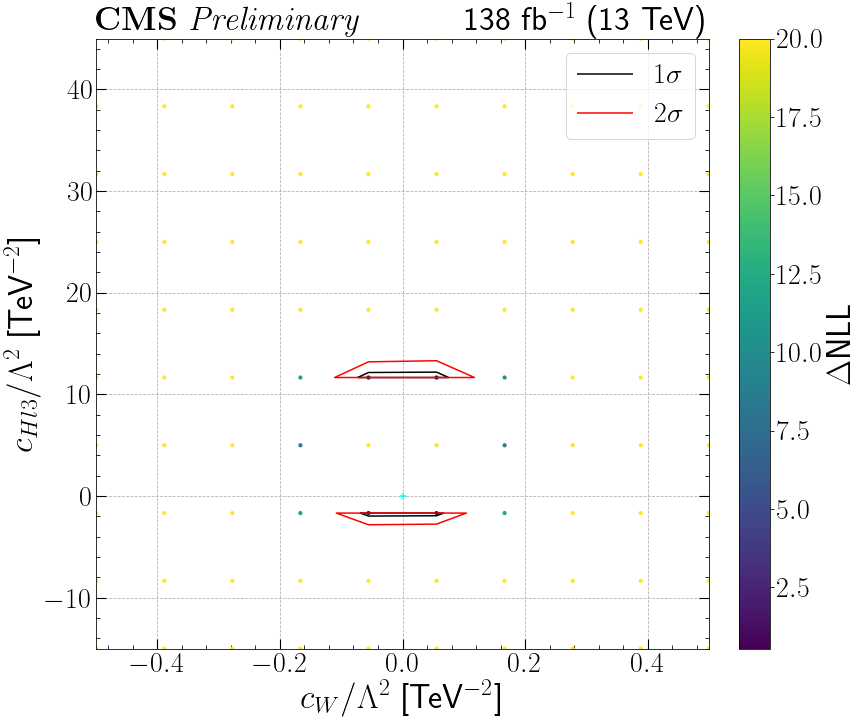 CMS Preliminary 138 fb⁻¹ (13 TeV)
1σ
2σ
40
30
20
10
0
−10
−0.4 −0.2 0.0 0.2 0.4
c_W/Λ² [TeV⁻²]
c_{Hl3}/Λ² [TeV⁻²]
20.0
17.5
15.0
12.5
10.0
7.5
5.0
2.5
ΔNLL